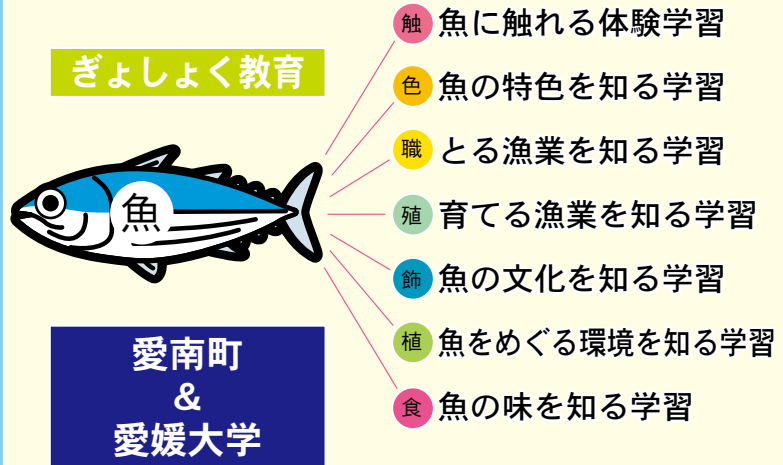 ぎょしょく教育
魚
愛南町
&
愛媛大学
触 魚に触れる体験学習
色 魚の特色を知る学習
職 とる漁業を知る学習
殖 育てる漁業を知る学習
飾 魚の文化を知る学習
植 魚をめぐる環境を知る学習
食 魚の味を知る学習